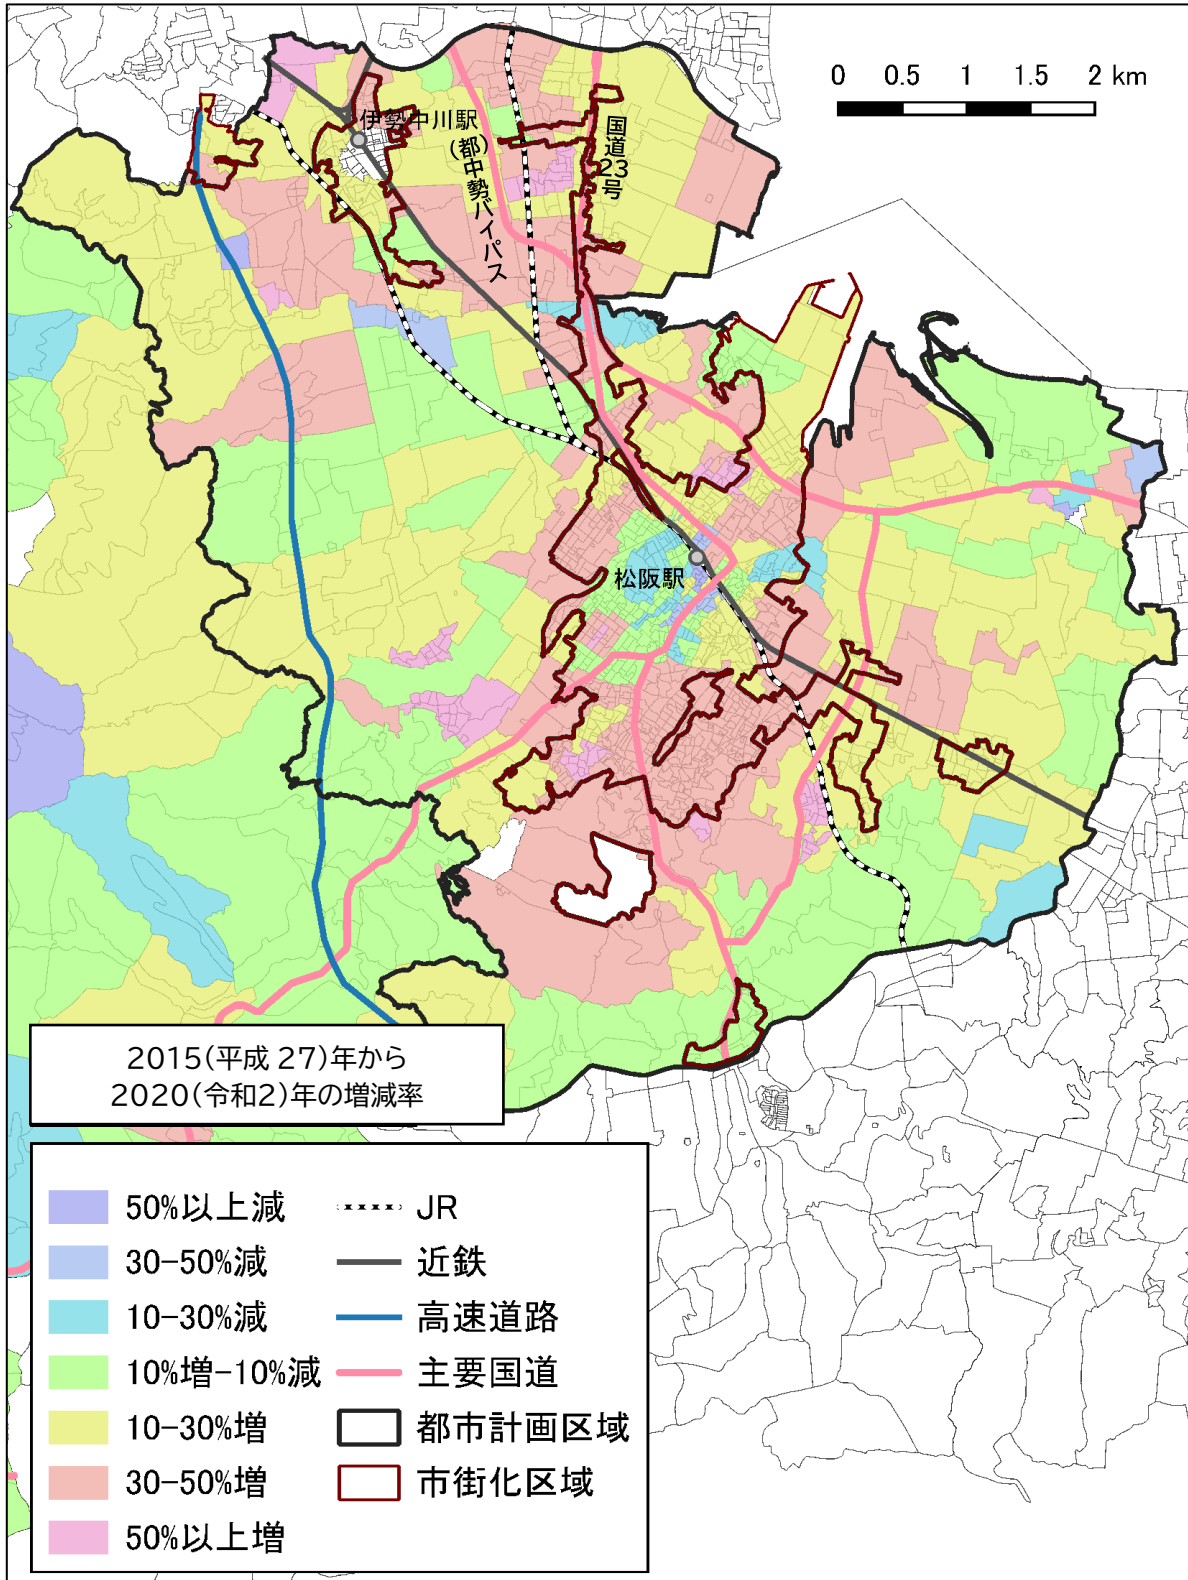 0 0.5 1 1.5 2 km
伊勢中川駅
(都)中勢バイパス
国道23号
松阪駅
2015(平成 27)年から
2020(令和2)年の増減率
50%以上減
30-50%減
10-30%減
10%増-10%減
10-30%増
30-50%増
50%以上増
JR
近鉄
高速道路
主要国道
都市計画区域
市街化区域